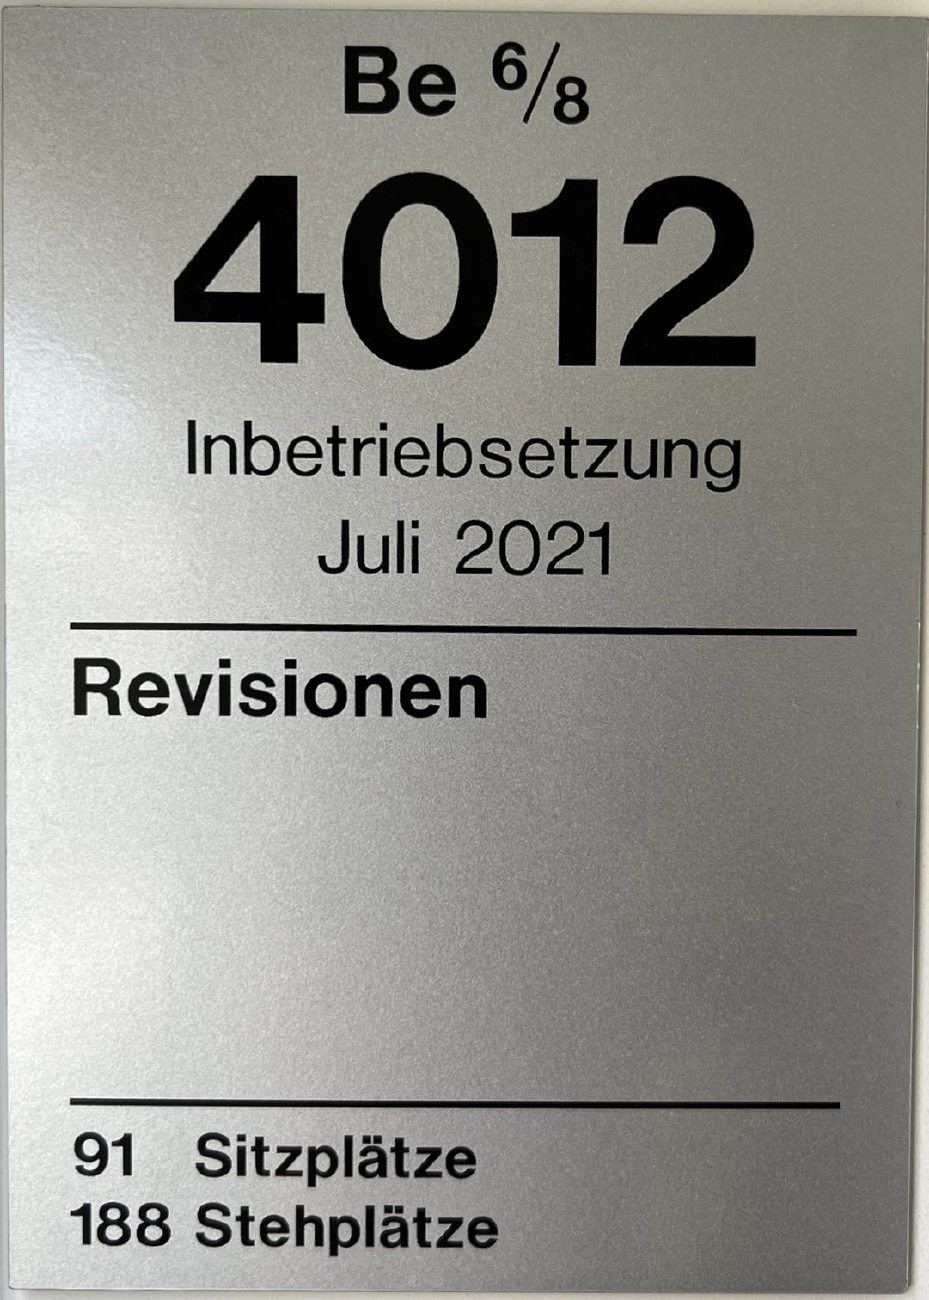 Be 6/8
4012
Inbetriebsetzung
Juli 2021
Revisionen
91 Sitzplätze
188 Stehplätze